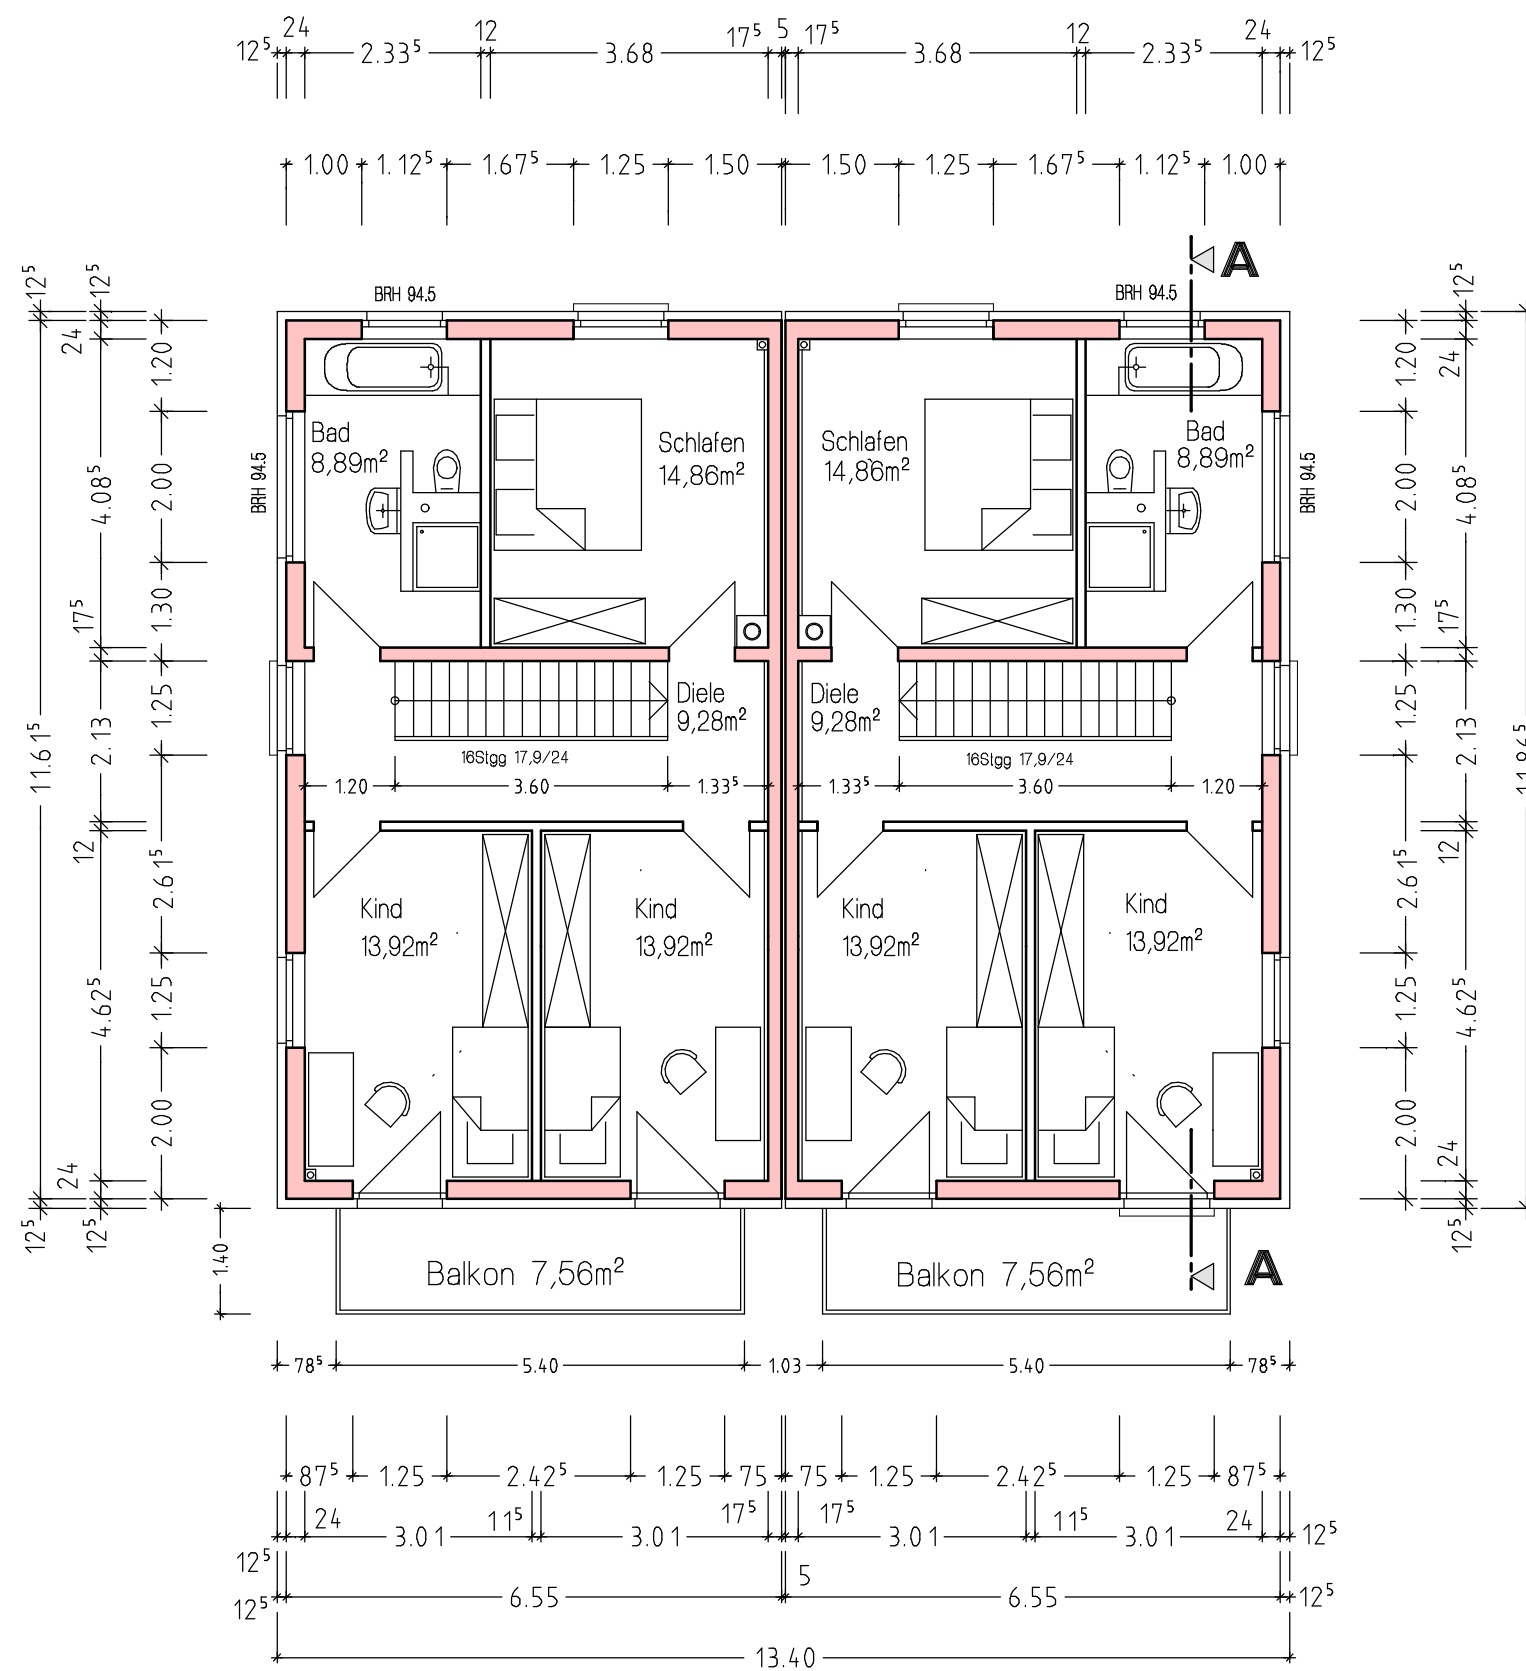 24 12 5 12 24
12⁵ 2.33⁵ 3.68 17⁵ 17⁵ 3.68 2.33⁵ 12⁵
1.00 1.12⁵ 1.67⁵ 1.25 1.50 1.50 1.25 1.67⁵ 1.12⁵ 1.00
A
BRH 94.5 BRH 94.5
12⁵ 12⁵ 12⁵
24 1.20 1.20 24
Bad Schlafen Schlafen Bad
8,89m² 14,86m² 14,86m² 8,89m²
BRH 94.5 BRH 94.5
4.08⁵ 2.00 2.00 4.08⁵
17⁵ 1.30 1.30 17⁵
Diele Diele
9,28m² 9,28m²
11.61⁵ 2.13 1.25 1.25 2.13
16Stgg 17,9/24 16Stgg 17,9/24
1.20 3.60 1.33⁵ 1.33⁵ 3.60 1.20
12 2.61⁵ 2.61⁵ 12
Kind Kind Kind Kind
13,92m² 13,92m² 13,92m² 13,92m²
4.62⁵ 1.25 1.25 4.62⁵
24 2.00 2.00 24
12⁵ 12⁵ 12⁵
1.40
Balkon 7,56m² Balkon 7,56m²
A
78⁵ 5.40 1.03 5.40 78⁵
87⁵ 1.25 2.42⁵ 1.25 75 75 1.25 2.42⁵ 1.25 87⁵
24 11⁵ 17⁵ 17⁵ 11⁵ 24
12⁵ 3.01 3.01 3.01 3.01 12⁵
5
12⁵ 6.55 6.55 12⁵
13.40